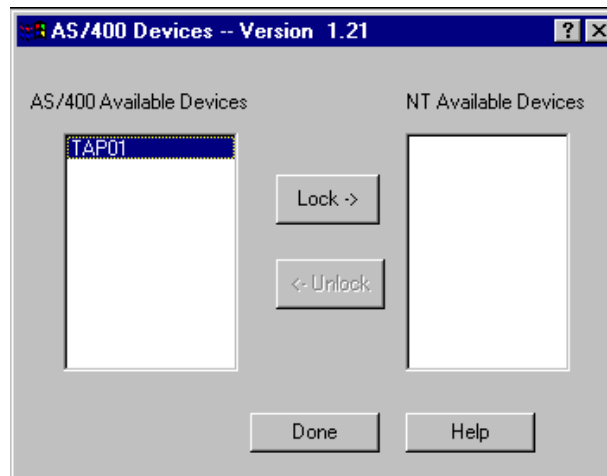 AS/400 Devices -- Version 1.21
AS/400 Available Devices
NT Available Devices
TAP01
Lock ->
<- Unlock
Done
Help